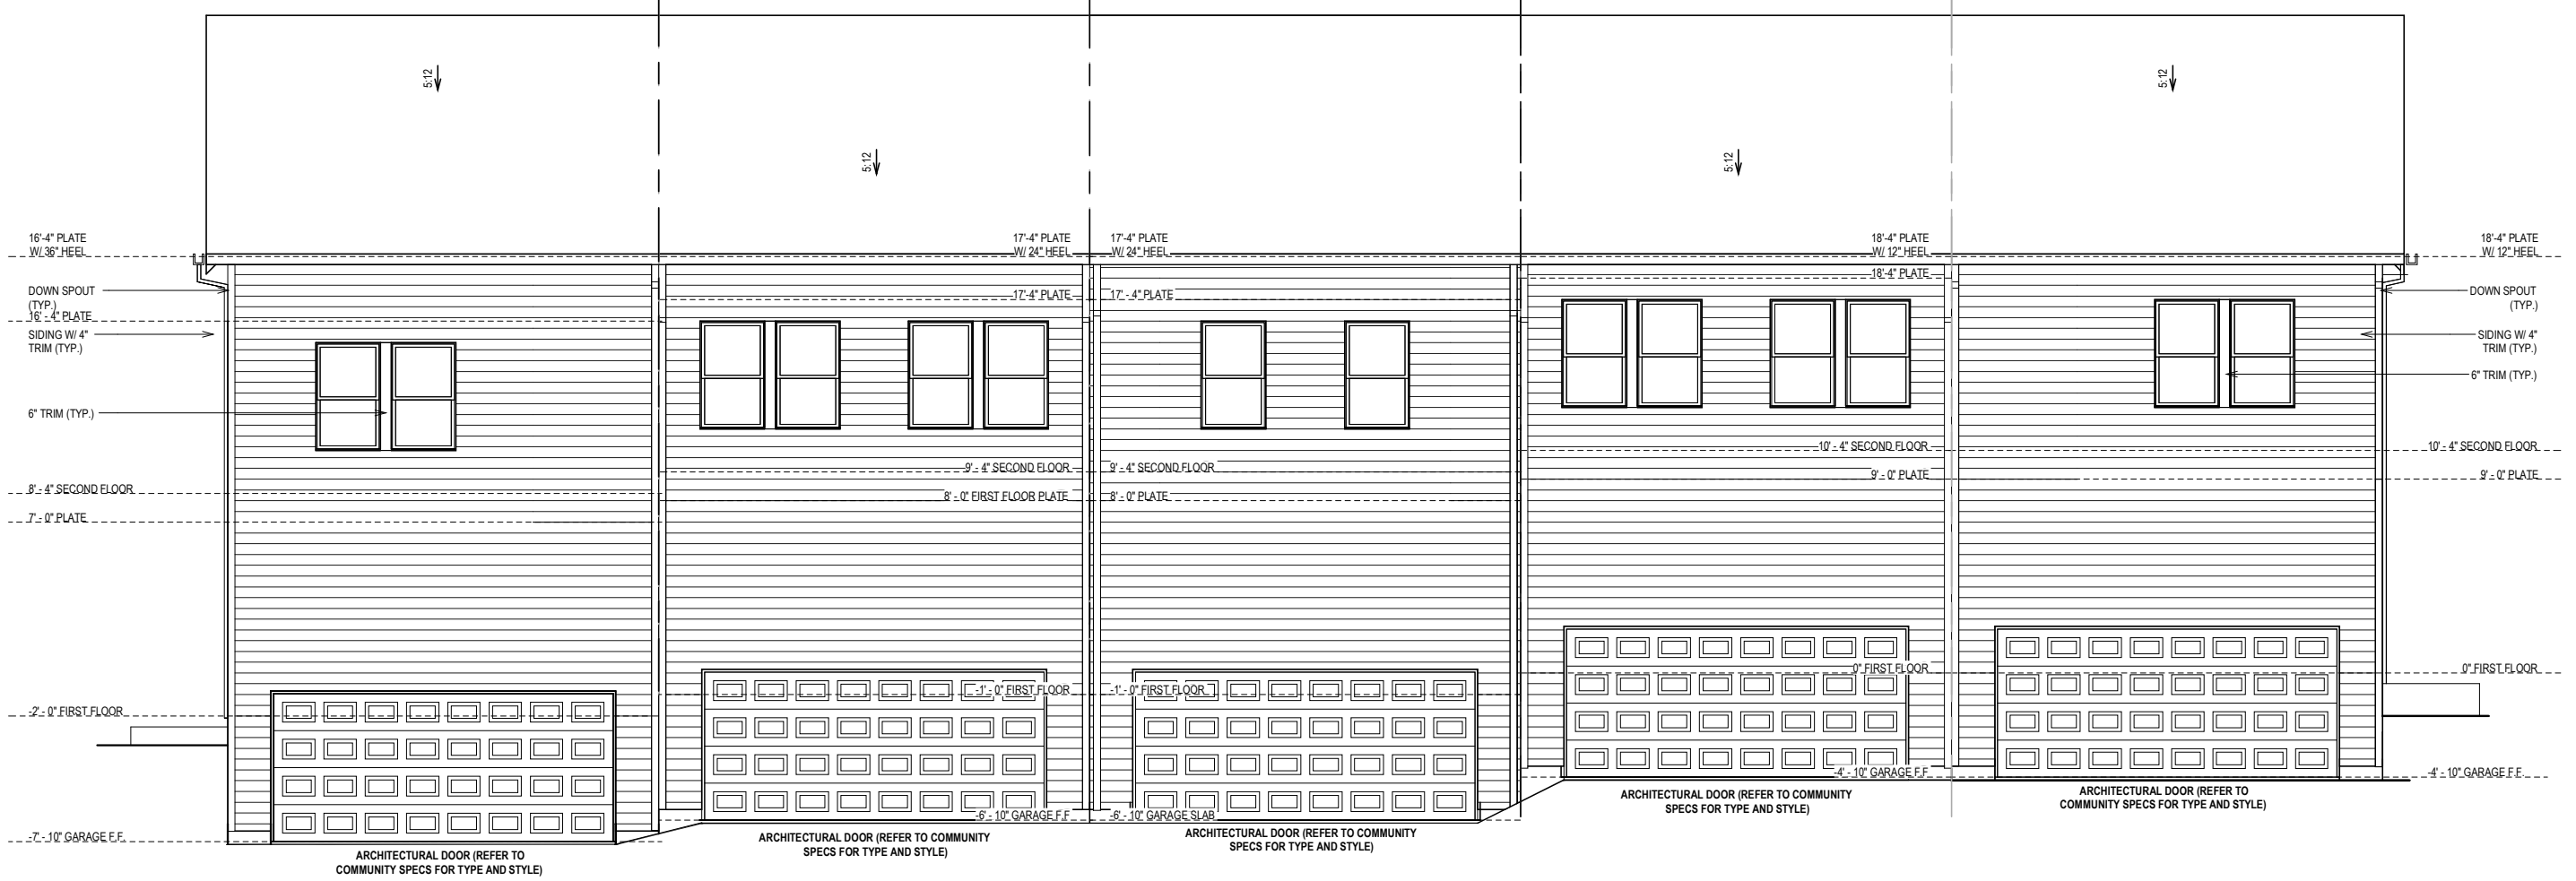 5:12
5:12
5:12
5:12
16'-4" PLATE
W/ 36" HEEL
17'-4" PLATE
W/ 24" HEEL
17'-4" PLATE
W/ 24" HEEL
18'-4" PLATE
W/ 12" HEEL
18'-4" PLATE
W/ 12" HEEL
18'-4" PLATE
DOWN SPOUT
(TYP.)
17'-4" PLATE
17' - 4" PLATE
DOWN SPOUT
(TYP.)
16' - 4" PLATE
SIDING W/ 4"
TRIM (TYP.)
SIDING W/ 4"
TRIM (TYP.)
6" TRIM (TYP.)
6" TRIM (TYP.)
10' - 4" SECOND FLOOR
10' - 4" SECOND FLOOR
9' - 4" SECOND FLOOR
9' - 4" SECOND FLOOR
9' - 0" PLATE
9' - 0" PLATE
8' - 4" SECOND FLOOR
8' - 0" FIRST FLOOR PLATE
8' - 0" PLATE
7' - 0" PLATE
0" FIRST FLOOR
0" FIRST FLOOR
-1' - 0" FIRST FLOOR
-1' - 0" FIRST FLOOR
-2' - 0" FIRST FLOOR
-4' - 10" GARAGE F.F.
-4' - 10" GARAGE F.F.
-6' - 10" GARAGE F.F.
-6' - 10" GARAGE SLAB
-7' - 10" GARAGE F.F.
ARCHITECTURAL DOOR (REFER TO
COMMUNITY SPECS FOR TYPE AND STYLE)
ARCHITECTURAL DOOR (REFER TO COMMUNITY
SPECS FOR TYPE AND STYLE)
ARCHITECTURAL DOOR (REFER TO COMMUNITY
SPECS FOR TYPE AND STYLE)
ARCHITECTURAL DOOR (REFER TO COMMUNITY
SPECS FOR TYPE AND STYLE)
ARCHITECTURAL DOOR (REFER TO
COMMUNITY SPECS FOR TYPE AND STYLE)